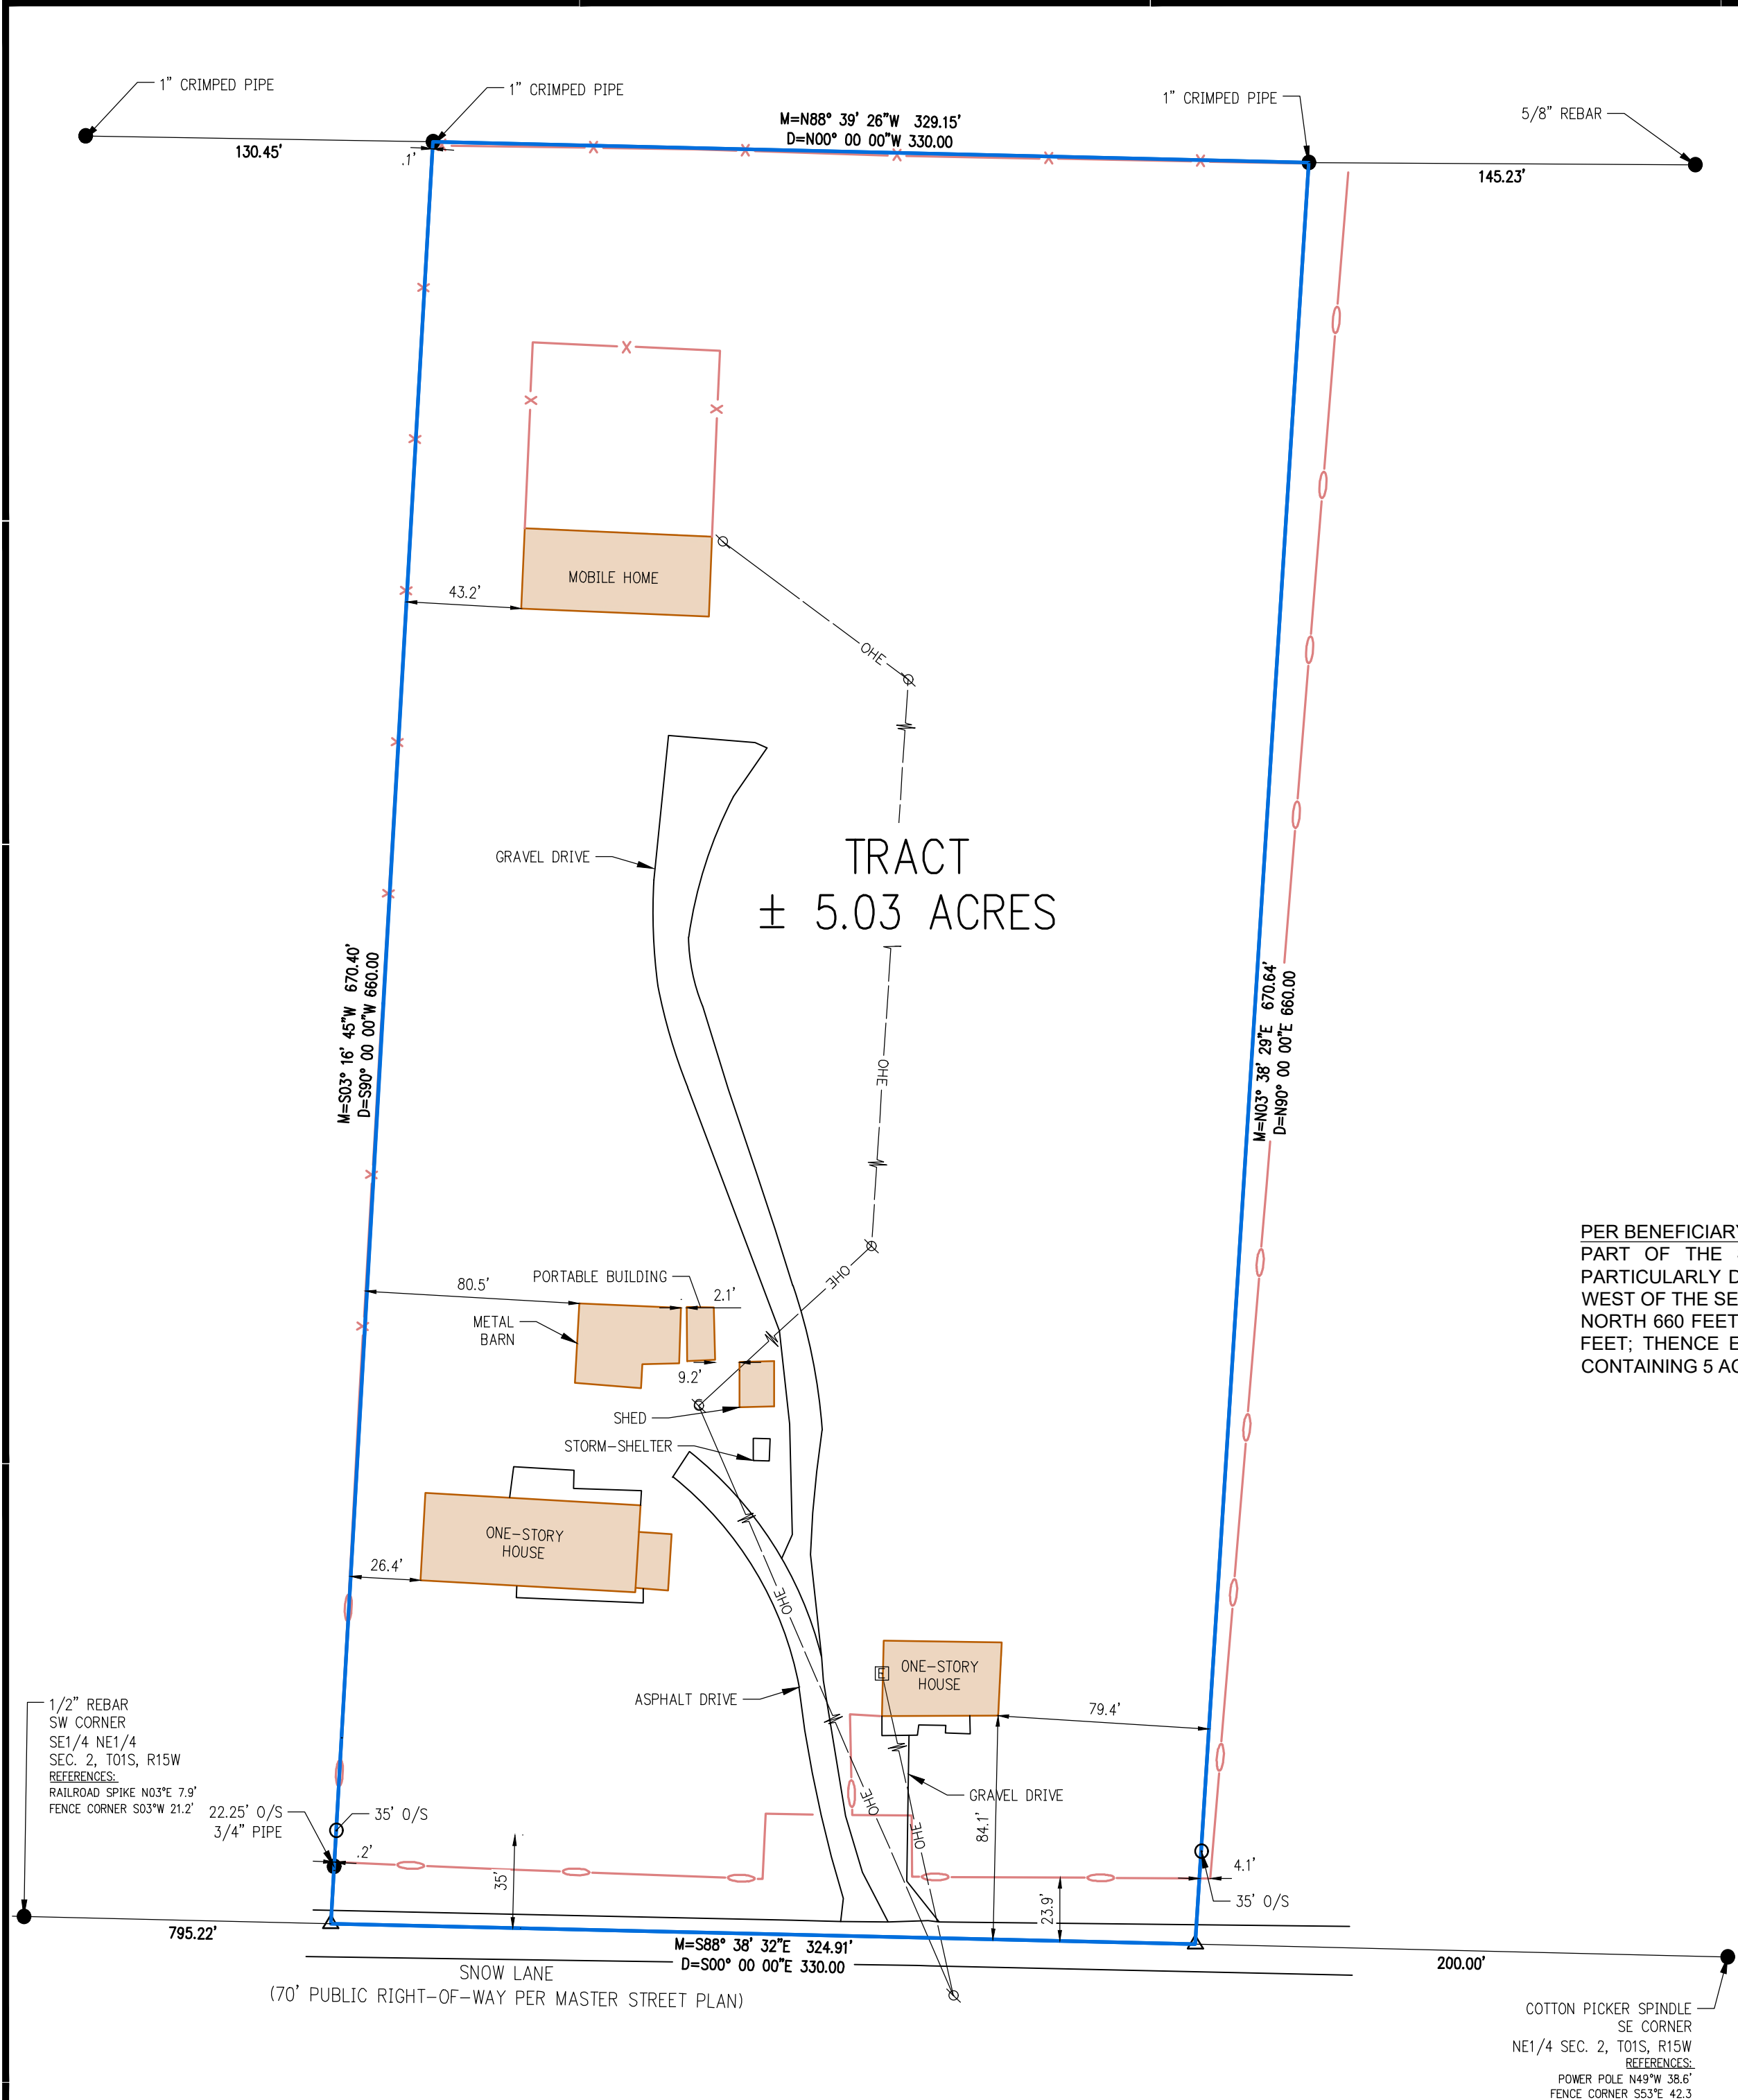 1" CRIMPED PIPE
1" CRIMPED PIPE
1" CRIMPED PIPE
5/8" REBAR
M=N88° 39' 26"W 329.15'
D=N00° 00 00"W 330.00
130.45'
.1'
145.23'
MOBILE HOME
43.2'
OHE
GRAVEL DRIVE
TRACT
± 5.03 ACRES
M=S03° 16' 45"W 670.40'
D=S90° 00 00"W 660.00
M=N03° 38' 29"E 670.64'
D=N90° 00 00"E 660.00
OHE
PER BENEFICIARY
PART OF THE
PARTICULARLY D
WEST OF THE SE
NORTH 660 FEET
FEET; THENCE E
CONTAINING 5 AC
OHE
80.5'
PORTABLE BUILDING
2.1'
METAL
BARN
9.2'
SHED
STORM-SHELTER
ONE-STORY
HOUSE
26.4'
OHE
ONE-STORY
HOUSE
E
ASPHALT DRIVE
79.4'
1/2" REBAR
SW CORNER
SE1/4 NE1/4
SEC. 2, T01S, R15W
REFERENCES:
RAILROAD SPIKE N03°E 7.9'
FENCE CORNER S03°W 21.2'
22.25' O/S
3/4" PIPE
35' O/S
.2'
35'
GRAVEL DRIVE
OHE
OHE
84.1'
23.9'
4.1'
35' O/S
795.22'
M=S88° 38' 32"E 324.91'
D=S00° 00 00"E 330.00
200.00'
SNOW LANE
(70' PUBLIC RIGHT-OF-WAY PER MASTER STREET PLAN)
COTTON PICKER SPINDLE
SE CORNER
NE1/4 SEC. 2, T01S, R15W
REFERENCES:
POWER POLE N49°W 38.6'
FENCE CORNER S53°E 42.3